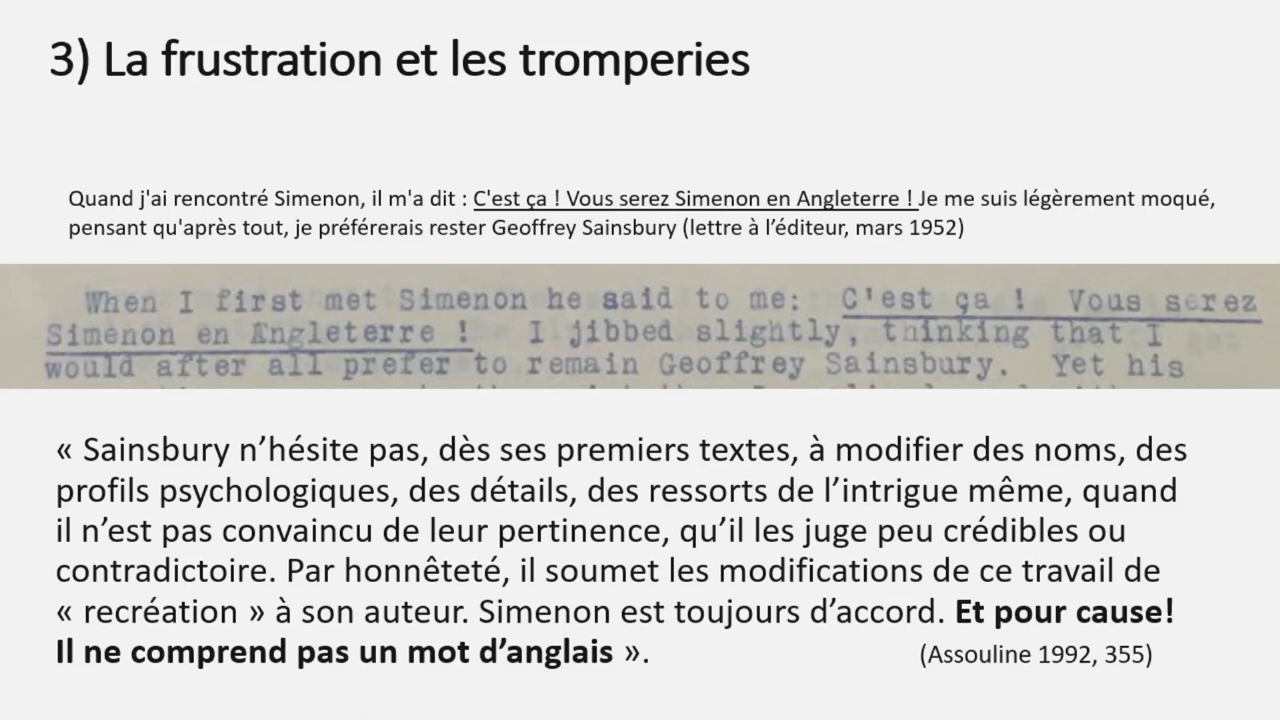 3) La frustration et les tromperies
Quand j'ai rencontré Simenon, il m'a dit : C'est ça ! Vous serez Simenon en Angleterre ! Je me suis légèrement moqué,
pensant qu'après tout, je préférerais rester Geoffrey Sainsbury (lettre à l’éditeur, mars 1952)
When I first met Simenon he said to me: C'est ça ! Vous serez
Simenon en Angleterre ! I jibbed slightly, thinking that I
would after all prefer to remain Geoffrey Sainsbury. Yet his
« Sainsbury n’hésite pas, dès ses premiers textes, à modifier des noms, des
profils psychologiques, des détails, des ressorts de l’intrigue même, quand
il n’est pas convaincu de leur pertinence, qu’il les juge peu crédibles ou
contradictoire. Par honnêteté, il soumet les modifications de ce travail de
« recréation » à son auteur. Simenon est toujours d’accord. Et pour cause!
Il ne comprend pas un mot d’anglais ». (Assouline 1992, 355)